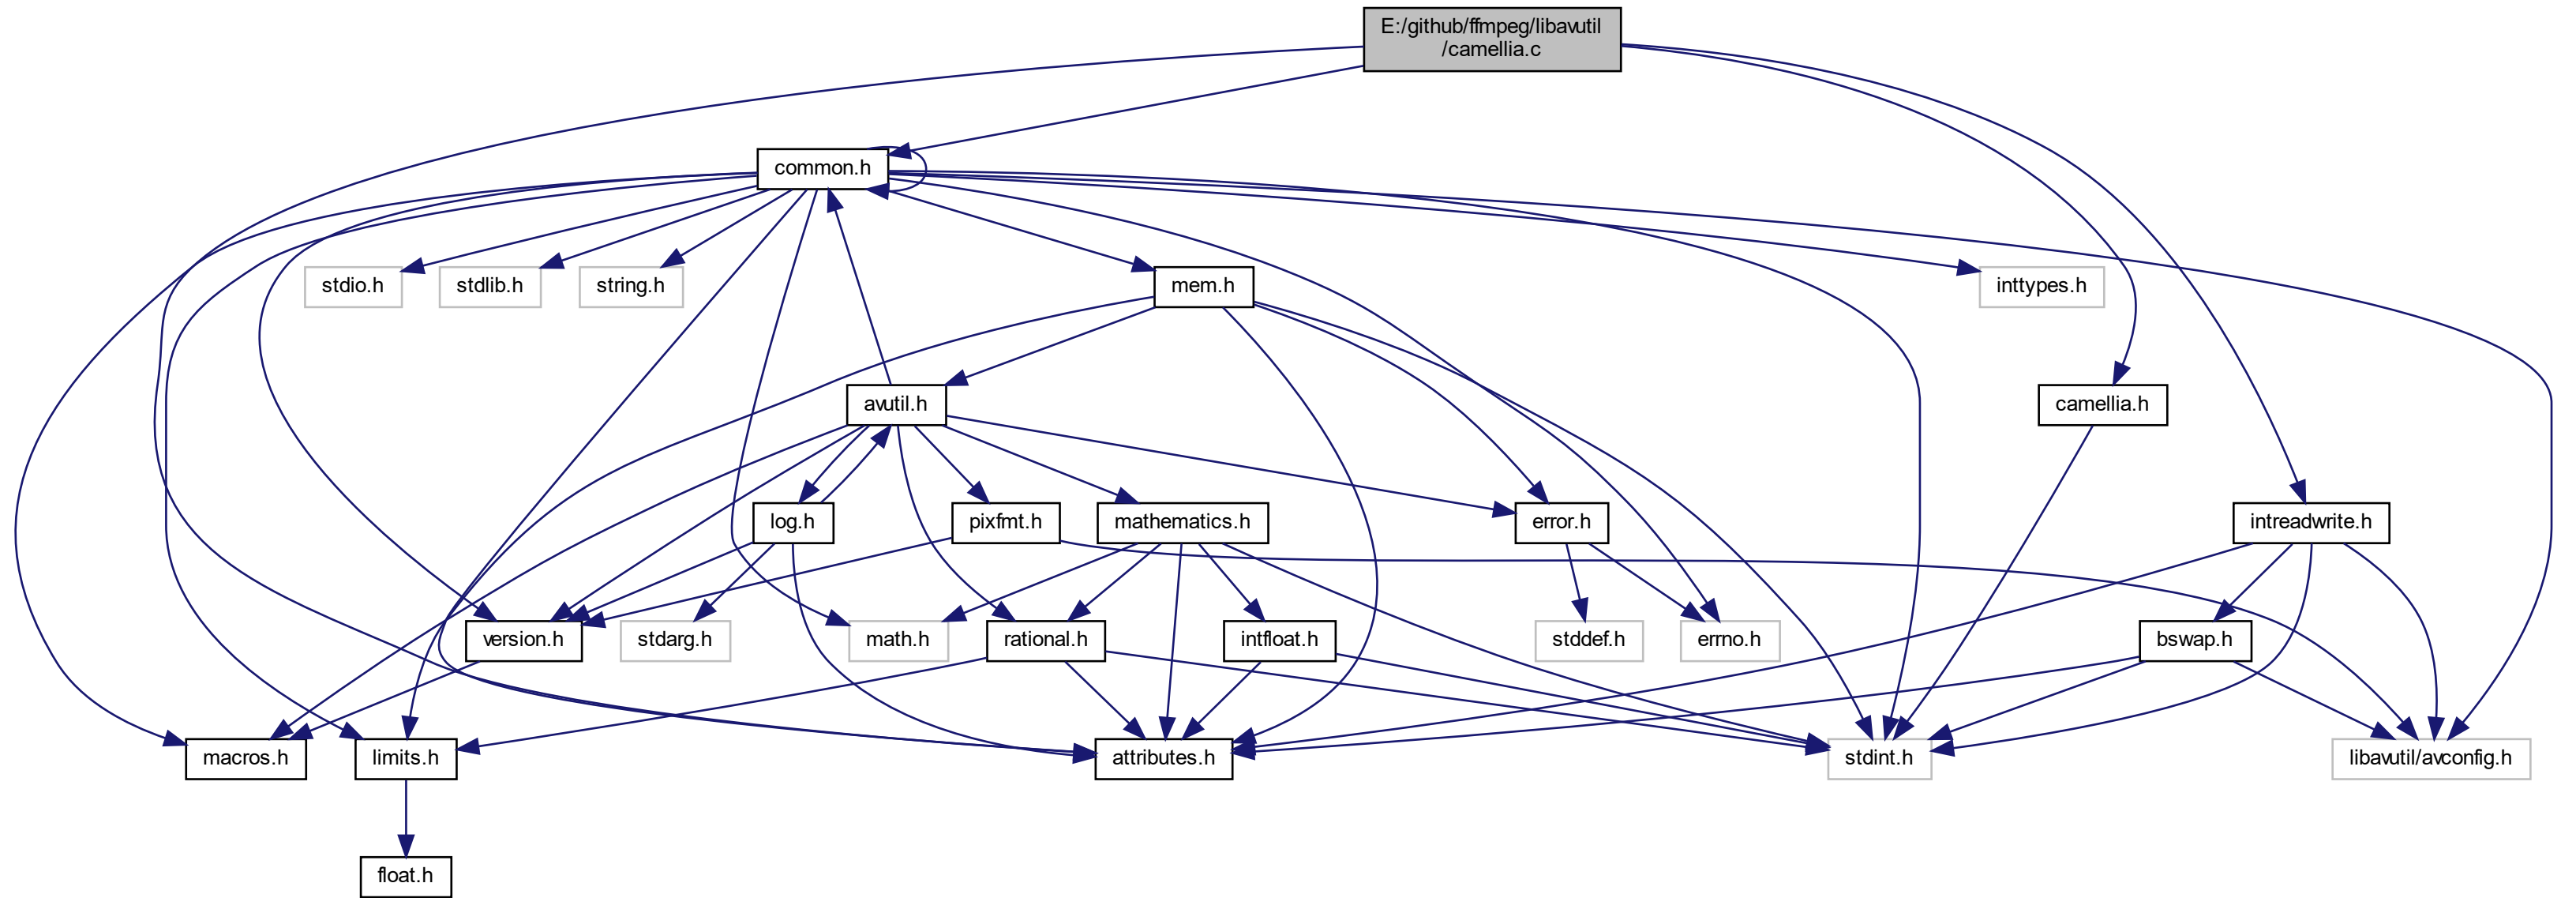 E:/github/ffmpeg/libavutil
/camellia.c
common.h
stdio.h
stdlib.h
string.h
mem.h
inttypes.h
avutil.h
camellia.h
log.h
pixfmt.h
mathematics.h
error.h
intreadwrite.h
version.h
stdarg.h
math.h
rational.h
intfloat.h
stddef.h
errno.h
bswap.h
macros.h
limits.h
attributes.h
stdint.h
libavutil/avconfig.h
float.h